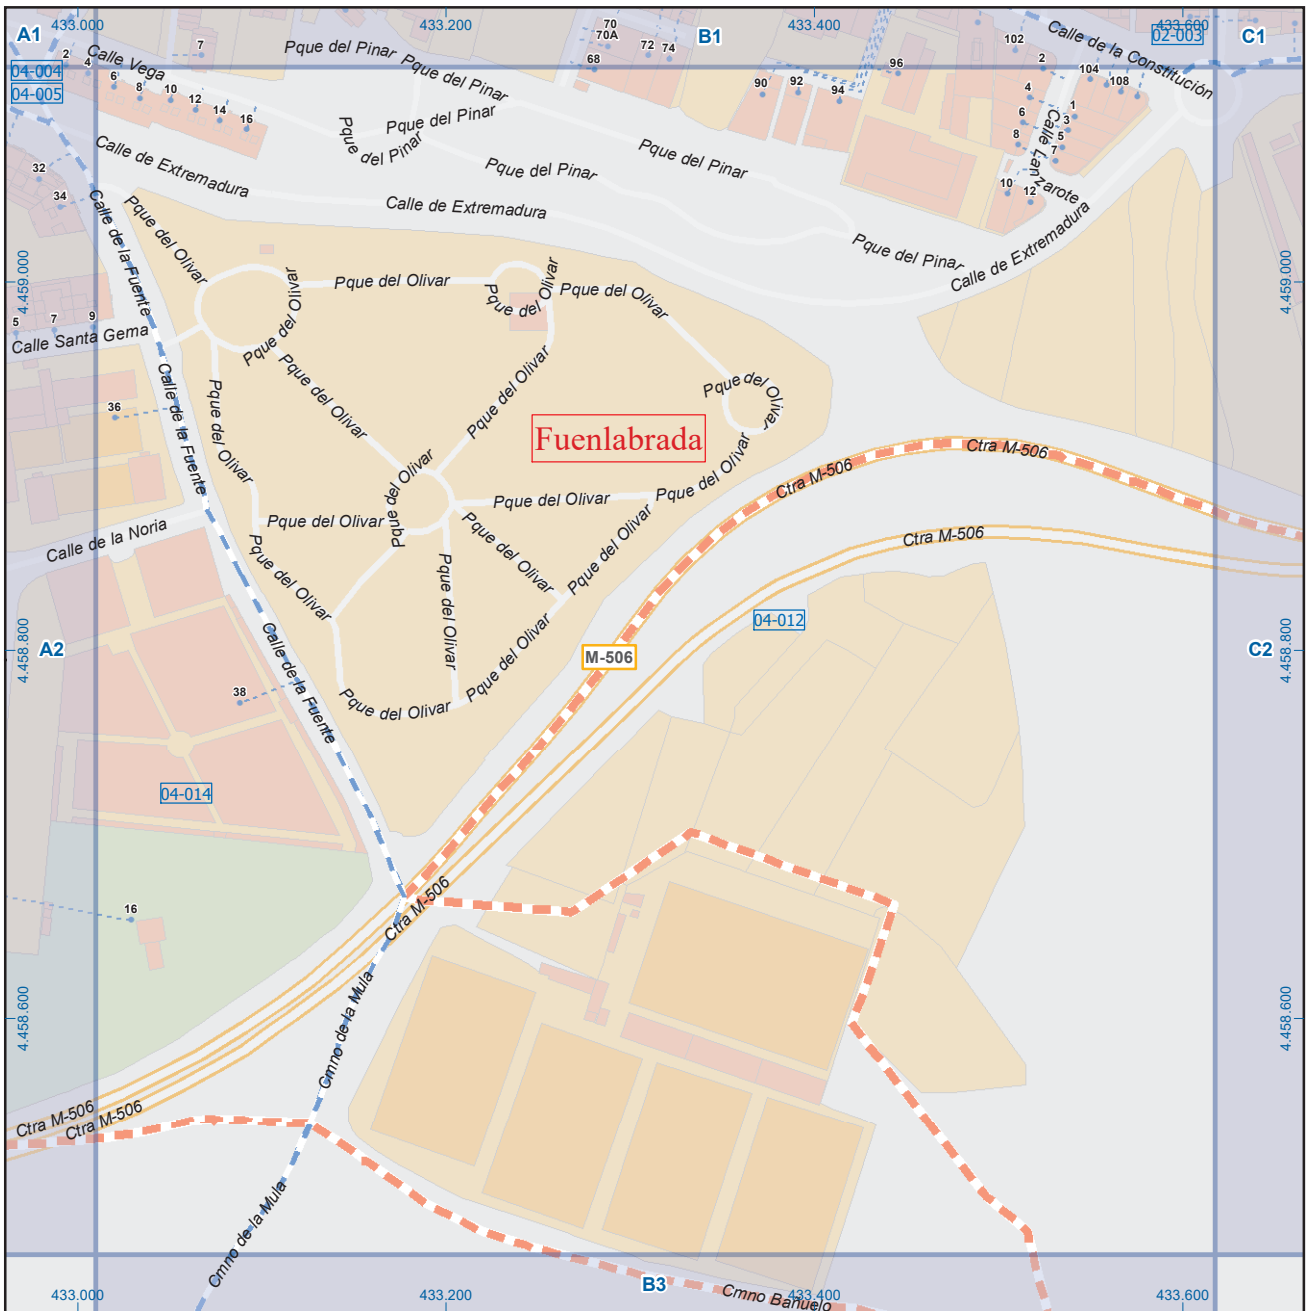 433.000
433.200
433.400
433.600
A1
B1
C1
02-003
04-004
04-005
2
4
6
8
10
12
14
16
7
Calle Vega
Pque del Pinar
Pque del Pinar
Pque del Pinar
Pque del Pinar
Pque del Pinar
Pque del Pinar
Pque del Pinar
70
70A
68
72
74
90
92
94
96
102
2
104
108
4
6
8
1
3
5
7
10
12
Calle de la Constitución
Calle Lanzarote
32
34
Calle de Extremadura
Calle de Extremadura
Calle de Extremadura
Calle de la Fuente
Pque del Olivar
Pque del Olivar
Pque del Olivar
Pque del Olivar
Pque del Olivar
4.459.000
4.459.000
5
7
9
Calle Santa Gema
Calle de la Fuente
36
Pque del Olivar
Pque del Olivar
Pque del Olivar
Pque del Olivar
Fuenlabrada
Pque del Olivar
Pque del Olivar
Pque del Olivar
Pque del Olivar
Pque del Olivar
Pque del Olivar
Pque del Olivar
Pque del Olivar
Pque del Olivar
Pque del Olivar
Pque del Olivar
Pque del Olivar
Ctra M-506
Ctra M-506
Ctra M-506
Calle de la Noria
04-012
A2
C2
4.458.800
4.458.800
M-506
Calle de la Fuente
38
04-014
16
Ctra M-506
Cmno de la Mula
4.458.600
4.458.600
Ctra M-506
Ctra M-506
Cmno de la Mula
B3
Cmno Bañuelo
433.000
433.200
433.400
433.600